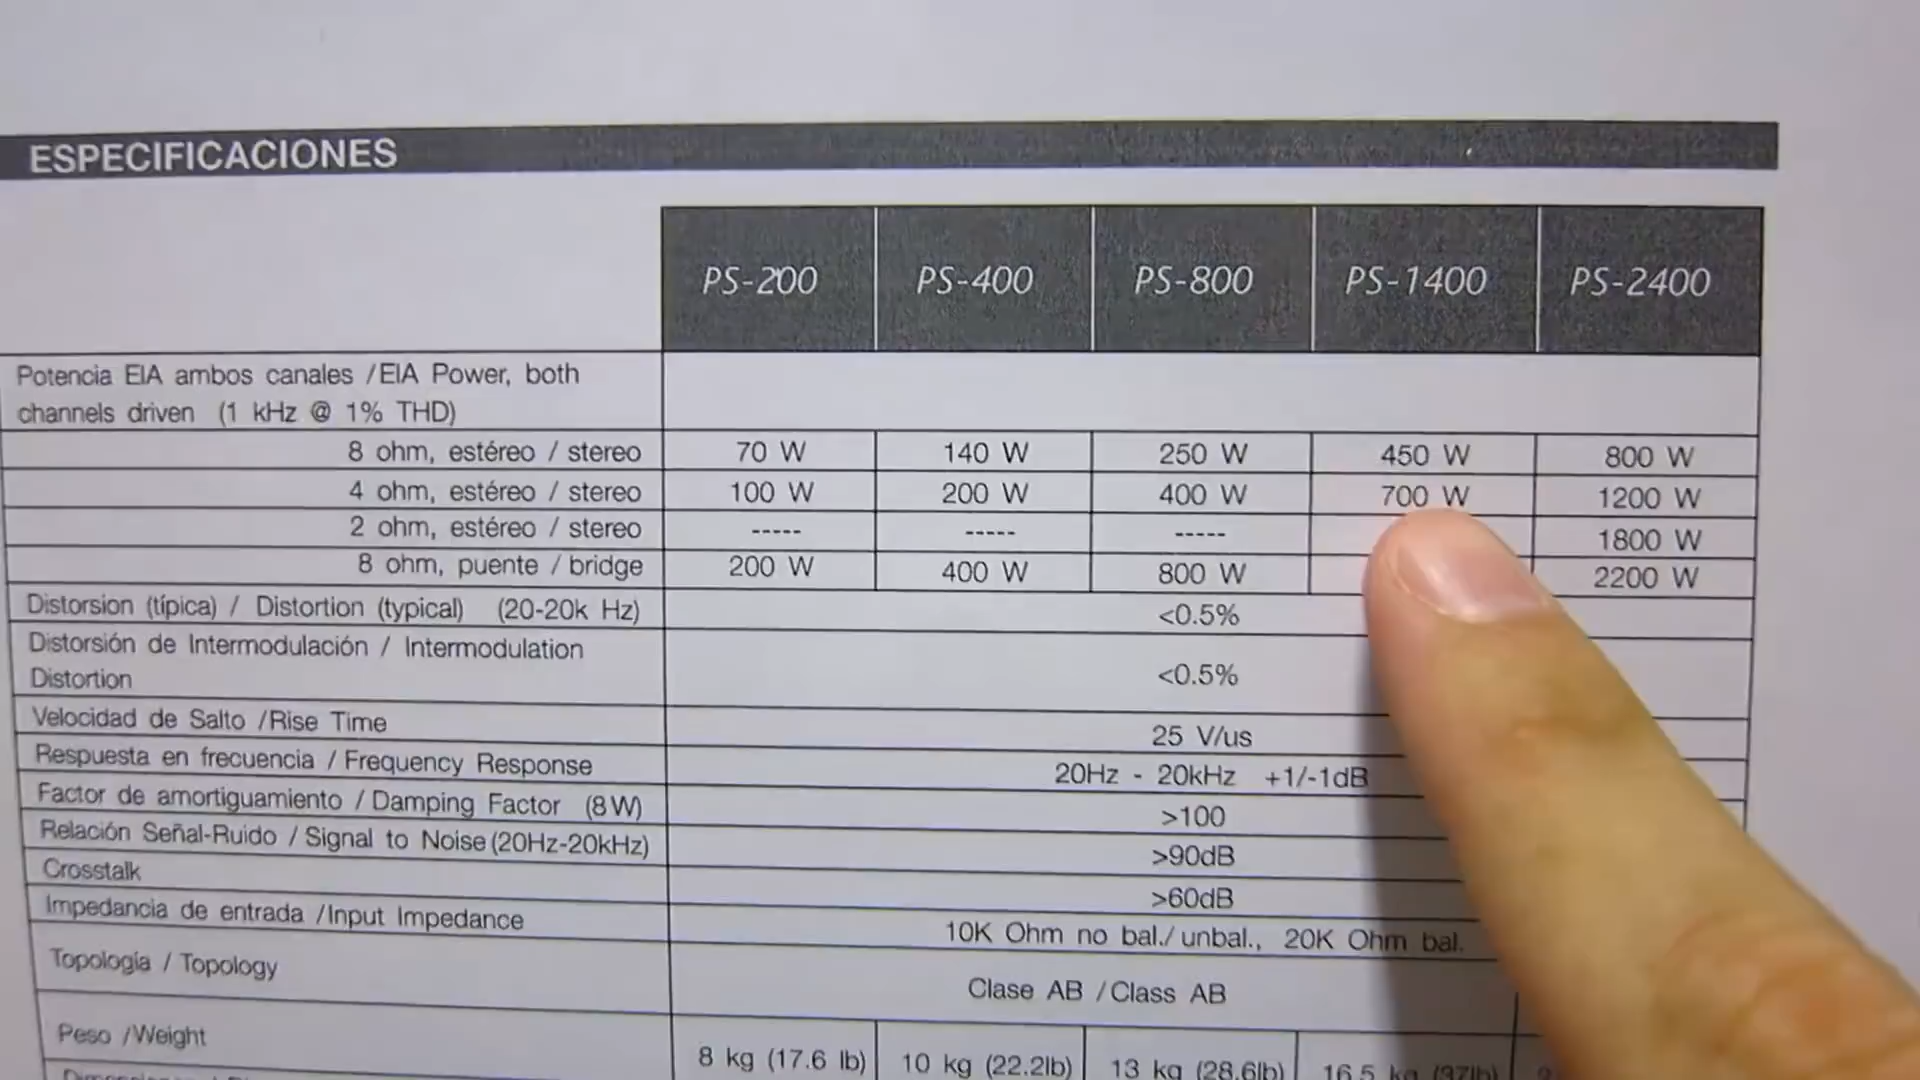 ESPECIFICACIONES
PS-200 PS-400 PS-800 PS-1400 PS-2400
Potencia EIA ambos canales / EIA Power, both
channels driven (1 kHz @ 1% THD)
8 ohm, estéreo / stereo 70 W 140 W 250 W 450 W 800 W
4 ohm, estéreo / stereo 100 W 200 W 400 W 700 W 1200 W
2 ohm, estéreo / stereo ----- ----- ----- 1800 W
8 ohm, puente / bridge 200 W 400 W 800 W 2200 W
Distorsion (típica) / Distortion (typical) (20-20k Hz) <0.5%
Distorsión de Intermodulación / Intermodulation
Distortion <0.5%
Velocidad de Salto / Rise Time 25 V/us
Respuesta en frecuencia / Frequency Response 20Hz - 20kHz +1/-1dB
Factor de amortiguamiento / Damping Factor (8W) >100
Relación Señal-Ruido / Signal to Noise (20Hz-20kHz) >90dB
Crosstalk >60dB
Impedancia de entrada / Input Impedance 10K Ohm no bal./ unbal., 20K Ohm bal.
Topología / Topology Clase AB / Class AB
Peso / Weight 8 kg (17.6 lb) 10 kg (22.2lb) 13 kg (28.6lb) 16.5 kg (37lb)